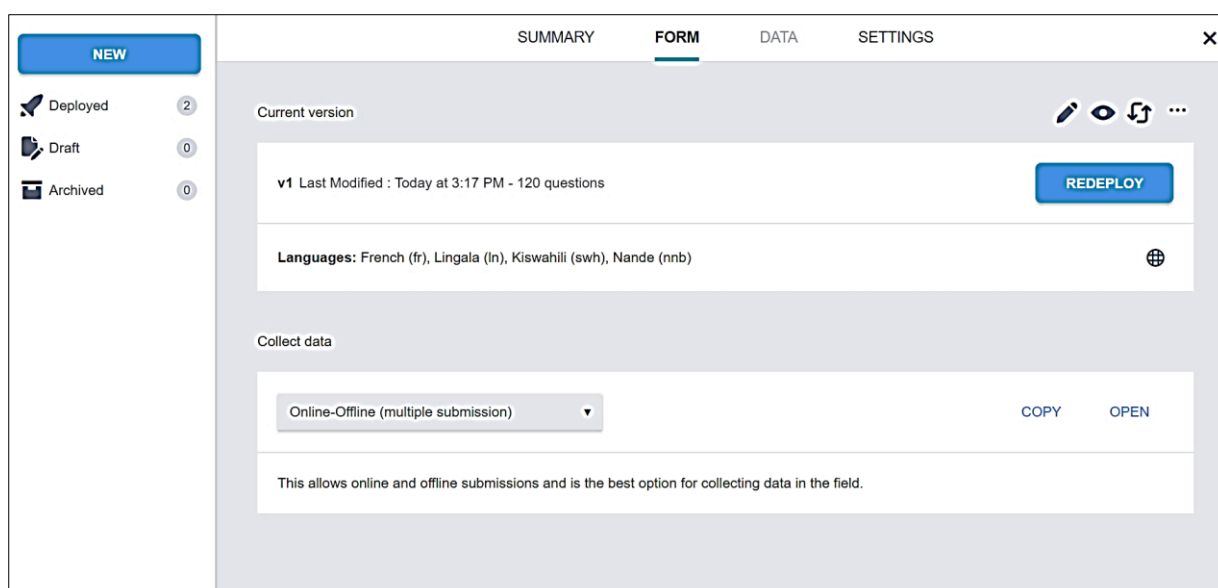 NEW
Deployed 2
Draft 0
Archived 0
SUMMARY FORM DATA SETTINGS
Current version
v1 Last Modified : Today at 3:17 PM - 120 questions
REDEPLOY
Languages: French (fr), Lingala (ln), Kiswahili (swh), Nande (nnb)
Collect data
Online-Offline (multiple submission)
COPY OPEN
This allows online and offline submissions and is the best option for collecting data in the field.